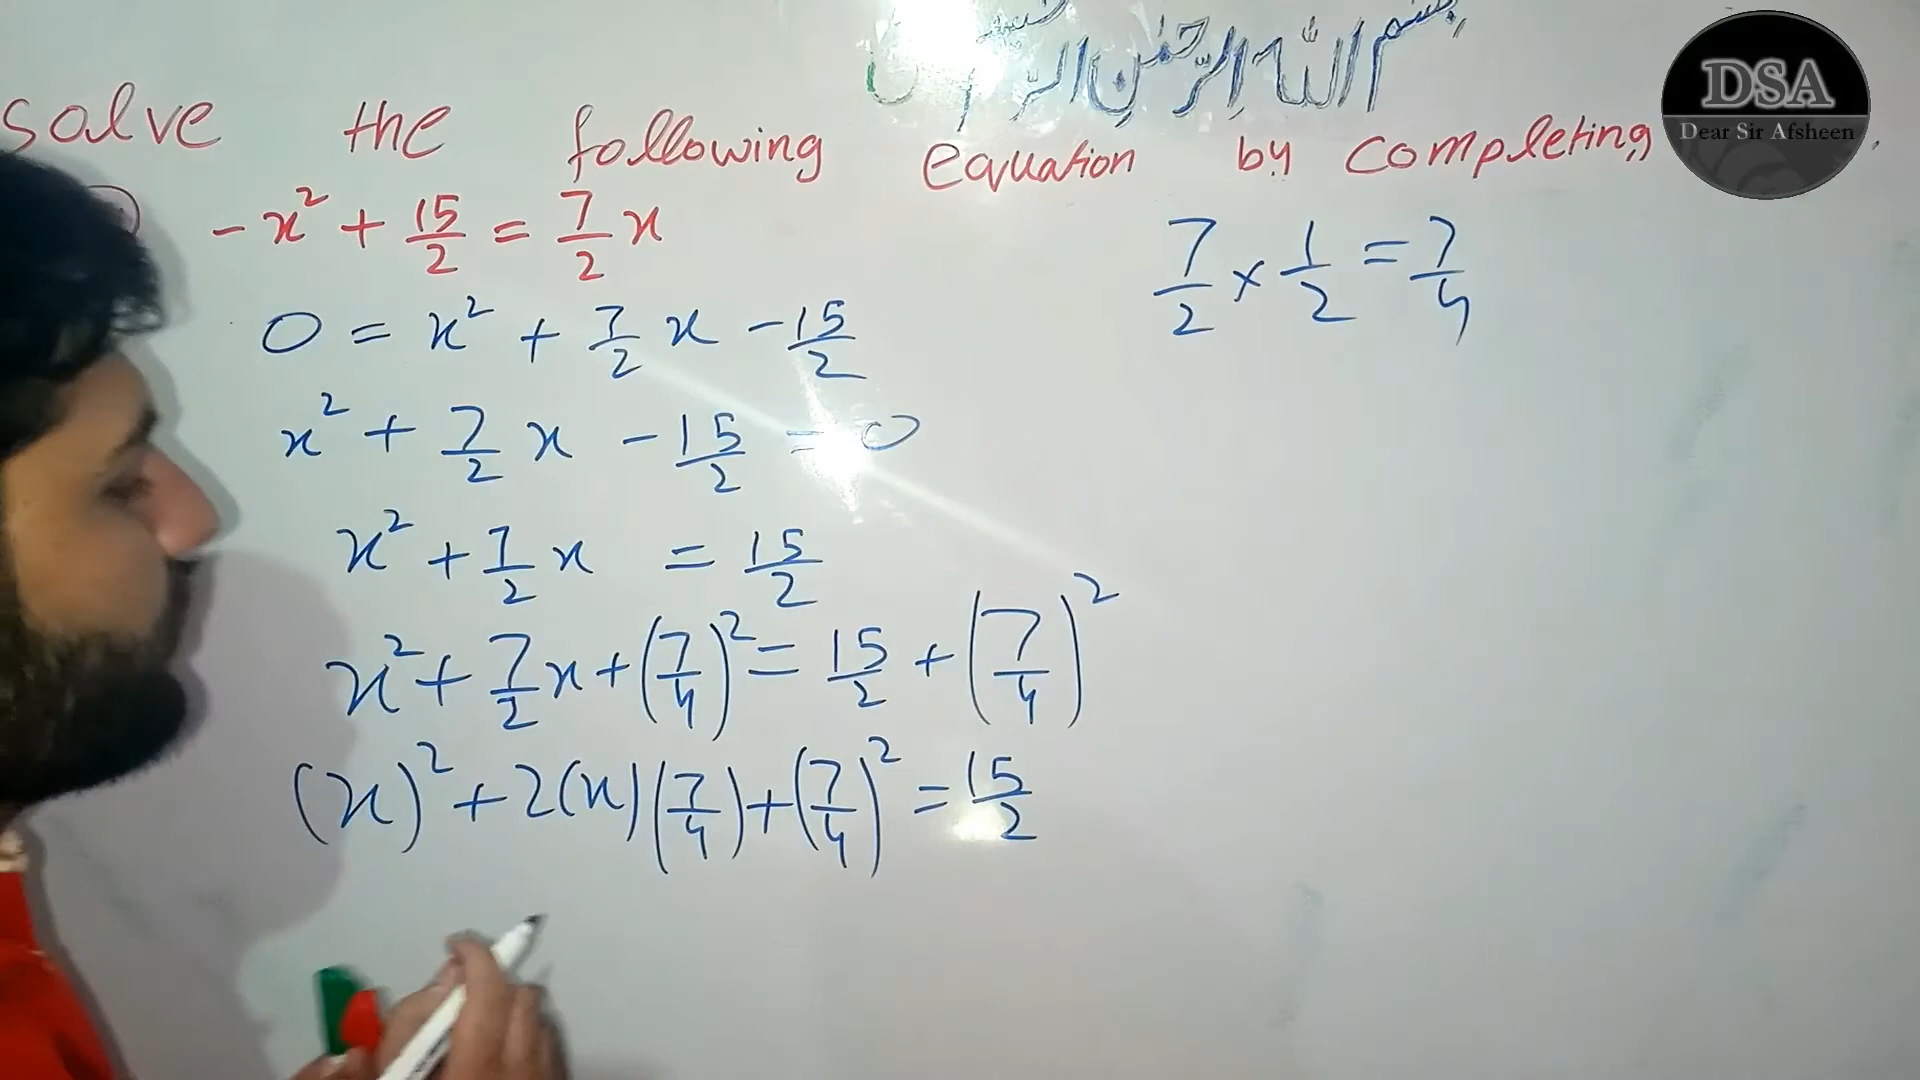 بسم الله الرحمن الر
DSA
Dear Sir Afsheen
Solve the following equation by completing
-x² + 15/2 = 7/2 x
7/2 × 1/2 = 7/4
0 = x² + 7/2 x - 15/2
x² + 7/2 x - 15/2 = 0
x² + 7/2 x = 15/2
x² + 7/2 x + (7/4)² = 15/2 + (7/4)²
(x)² + 2(x)(7/4) + (7/4)² = 15/2